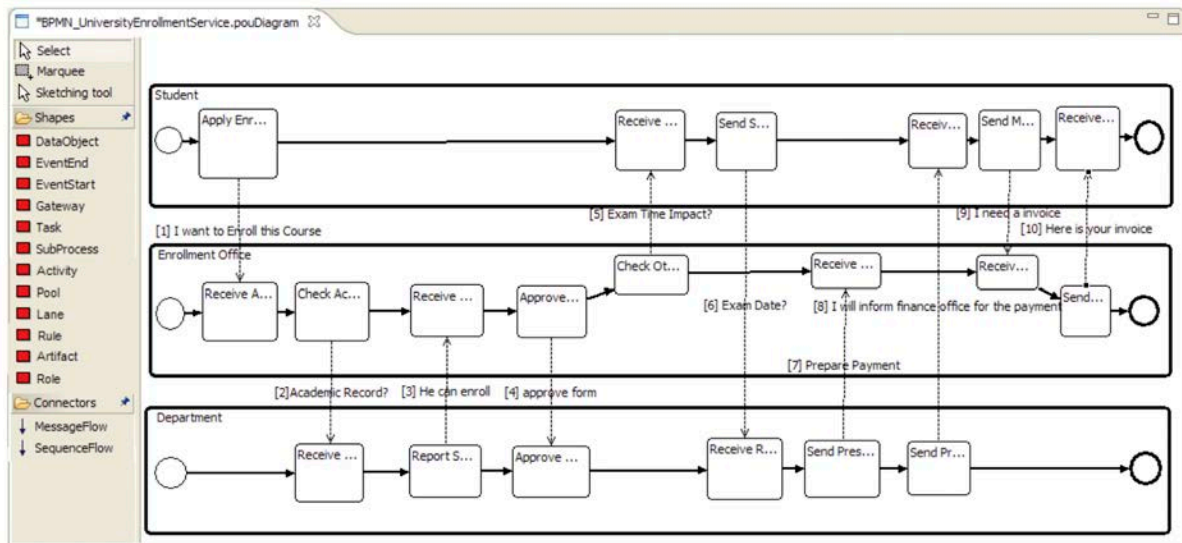 *BPMN_UniversityEnrollmentService.pouDiagram
Select
Marquee
Sketching tool
Shapes
DataObject
EventEnd
EventStart
Gateway
Task
SubProcess
Activity
Pool
Lane
Rule
Artifact
Role
Connectors
MessageFlow
SequenceFlow
Student
Apply Enr...
Receive ...
Send S...
Receiv...
Send M...
Receive...
[1] I want to Enroll this Course
[5] Exam Time Impact?
[9] I need a invoice
[10] Here is your invoice
Enrollment Office
Receive A...
Check Ac...
Receive ...
Approve...
Check Ot...
Receive ...
Receiv...
Send...
[6] Exam Date?
[8] I will inform finance office for the payment
[7] Prepare Payment
[2]Academic Record?
[3] He can enroll
[4] approve form
Department
Receive ...
Report S...
Approve ...
Receive R...
Send Pres...
Send Pr...